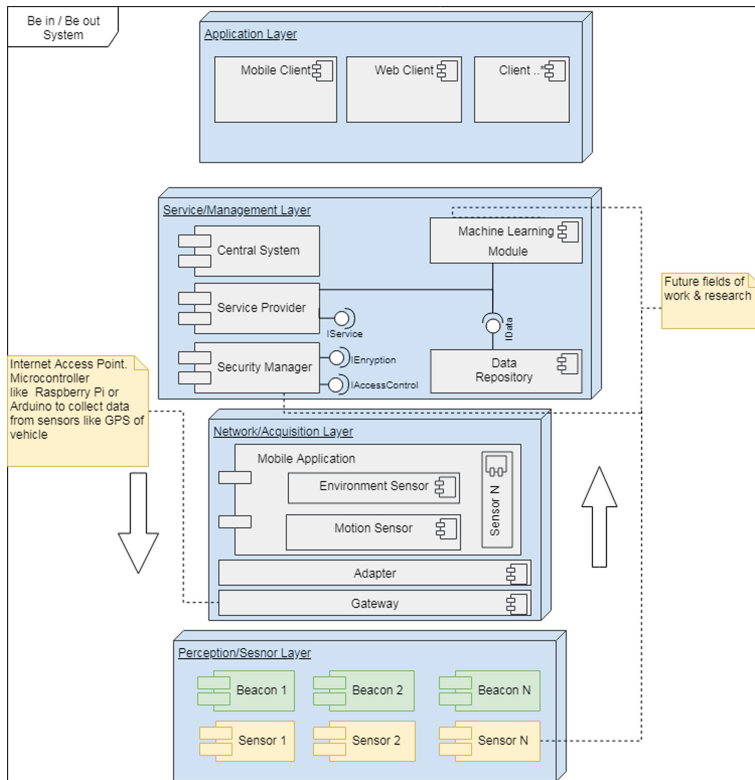 Be in / Be out
System
Application Layer
Mobile Client
Web Client
Client ..*
Service/Management Layer
Central System
Machine Learning
Module
Service Provider
IService
IData
Security Manager
IEnryption
IAccessControl
Data
Repository
Future fields of
work & research
Internet Access Point.
Microcontroller
like Raspberry Pi or
Arduino to collect data
from sensors like GPS of
vehicle
Network/Acquisition Layer
Mobile Application
Environment Sensor
Motion Sensor
Sensor N
Adapter
Gateway
Perception/Sesnor Layer
Beacon 1
Beacon 2
Beacon N
Sensor 1
Sensor 2
Sensor N